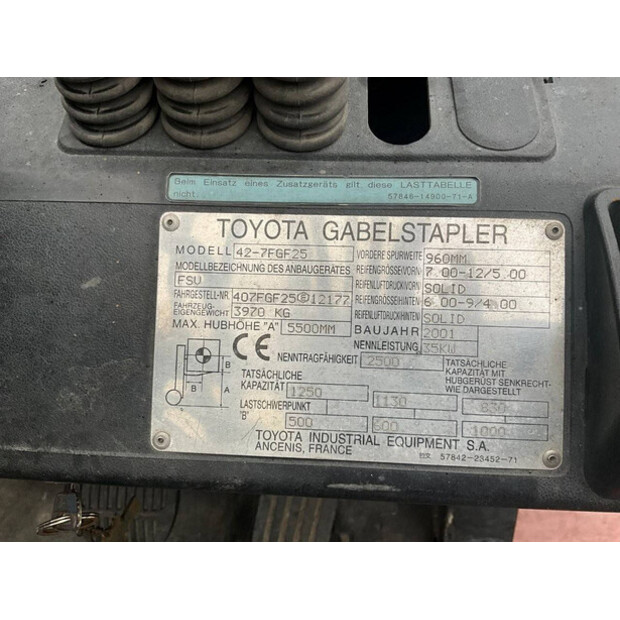 Beim Einsatz eines Zusatzgeräts gilt diese LASTTABELLE
nicht. 57848-14900-71-A
TOYOTA GABELSTAPLER
MODELL 42-7FGF25
MODELLBEZEICHNUNG DES ANBAUGERÄTES
FSV
FAHRGESTELL-NR. 407FGF25©12177
FAHRZEUG-
EIGENGEWICHT 3970 KG
MAX. HUBHÖHE "A" 5500MM
VORDERE SPURWEITE 960MM
REIFENGRÖSSE VORN 7.00-12/5.00
REIFENLUFTDRUCK VORN SOLID
REIFENGRÖSSE HINTEN 6.00-9/4.00
REIFENLUFTDRUCK HINTEN SOLID
BAUJAHR 2001
NENNLEISTUNG 35KW
B
B A
CE
NENNTRAGFÄHIGKEIT 2500
TATSÄCHLICHE
KAPAZITÄT 1250 1130
TATSÄCHLICHE
KAPAZITÄT MIT
HUBGERÜST SENKRECHT-
WIE DARGESTELLT
830
LASTSCHWERPUNKT
"B" 500 600 1000
TOYOTA INDUSTRIAL EQUIPMENT S.A.
ANCENIS, FRANCE 57842-23452-71